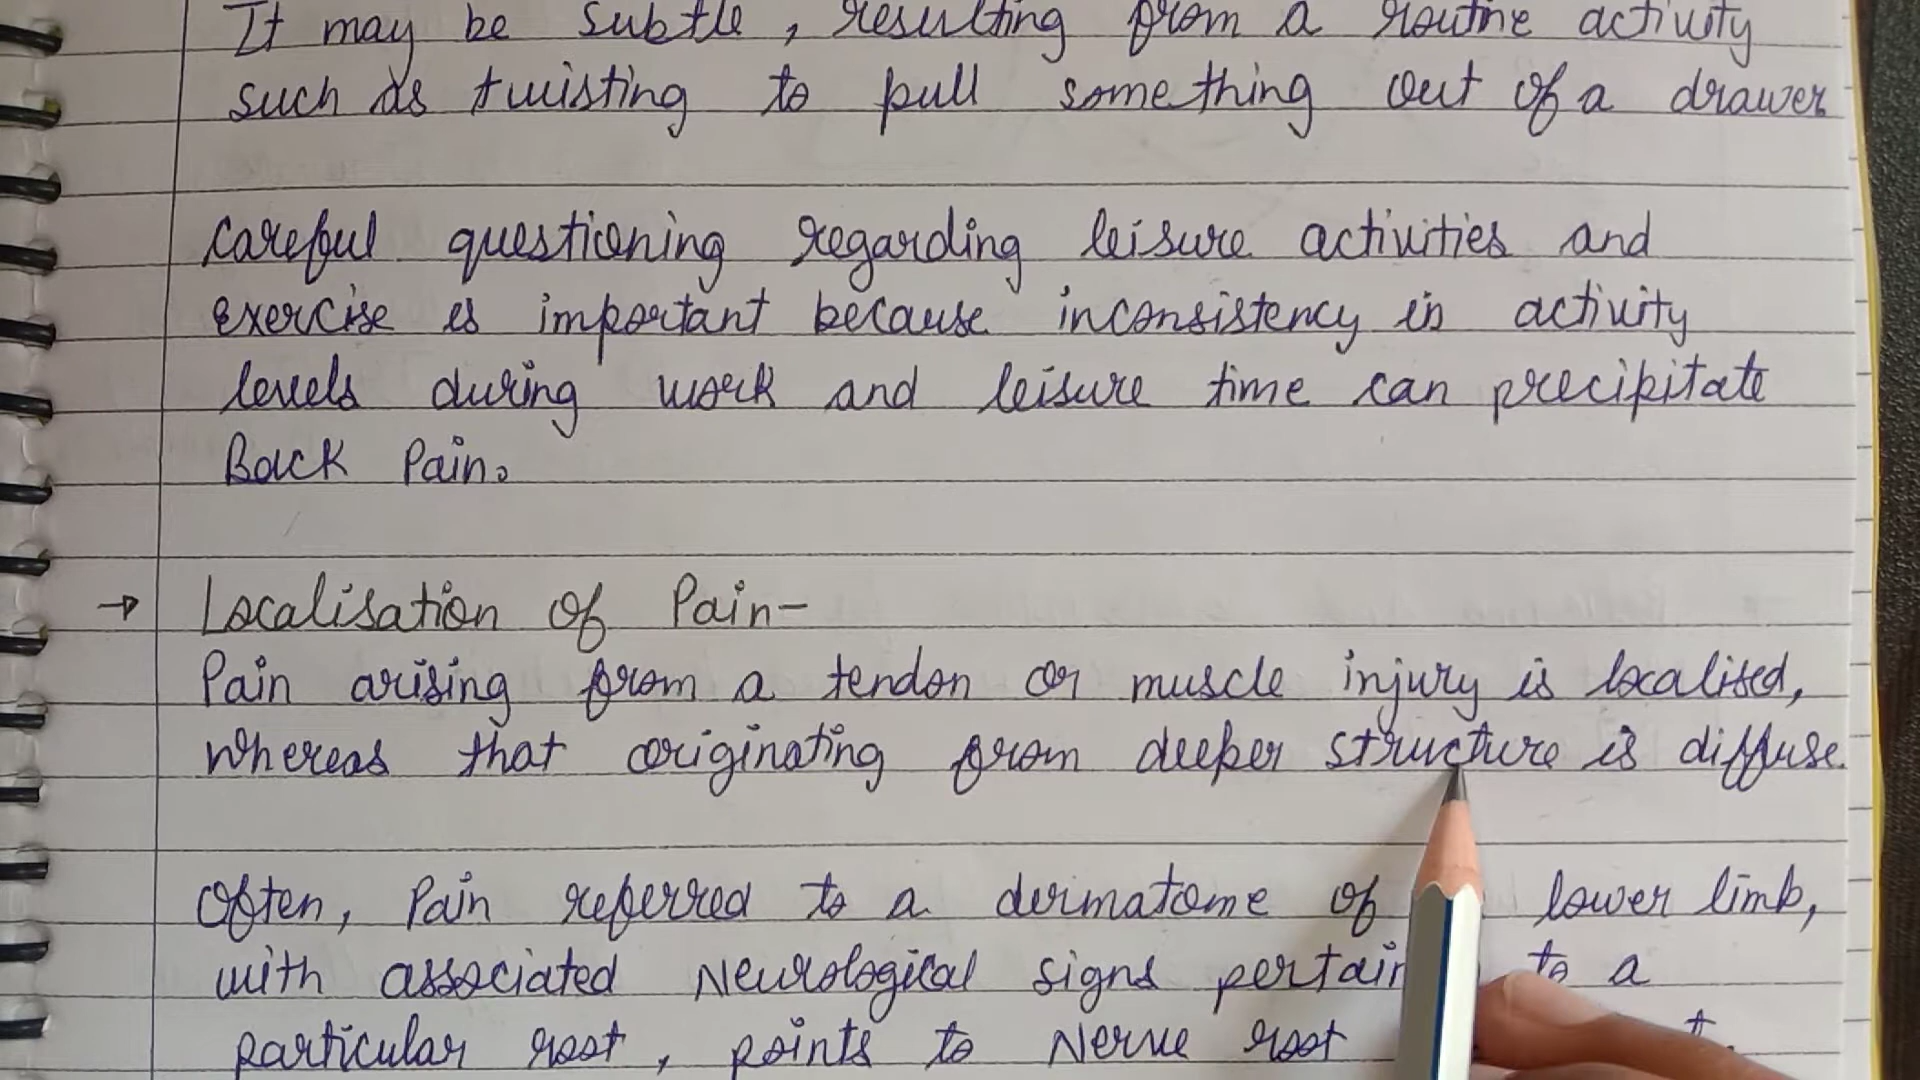 It may be subtle, resulting from a routine activity
such as twisting to pull something out of a drawer
careful questioning regarding leisure activities and
exercise is important because inconsistency in activity
levels during work and leisure time can precipitate
Back Pain.
→ Localisation of Pain-
Pain arising from a tendon or muscle injury is localised,
whereas that originating from deeper structure is diffuse.
Often, Pain referred to a dermatome of lower limb,
with associated Neurological signs to a
particular root, points to Nerve root